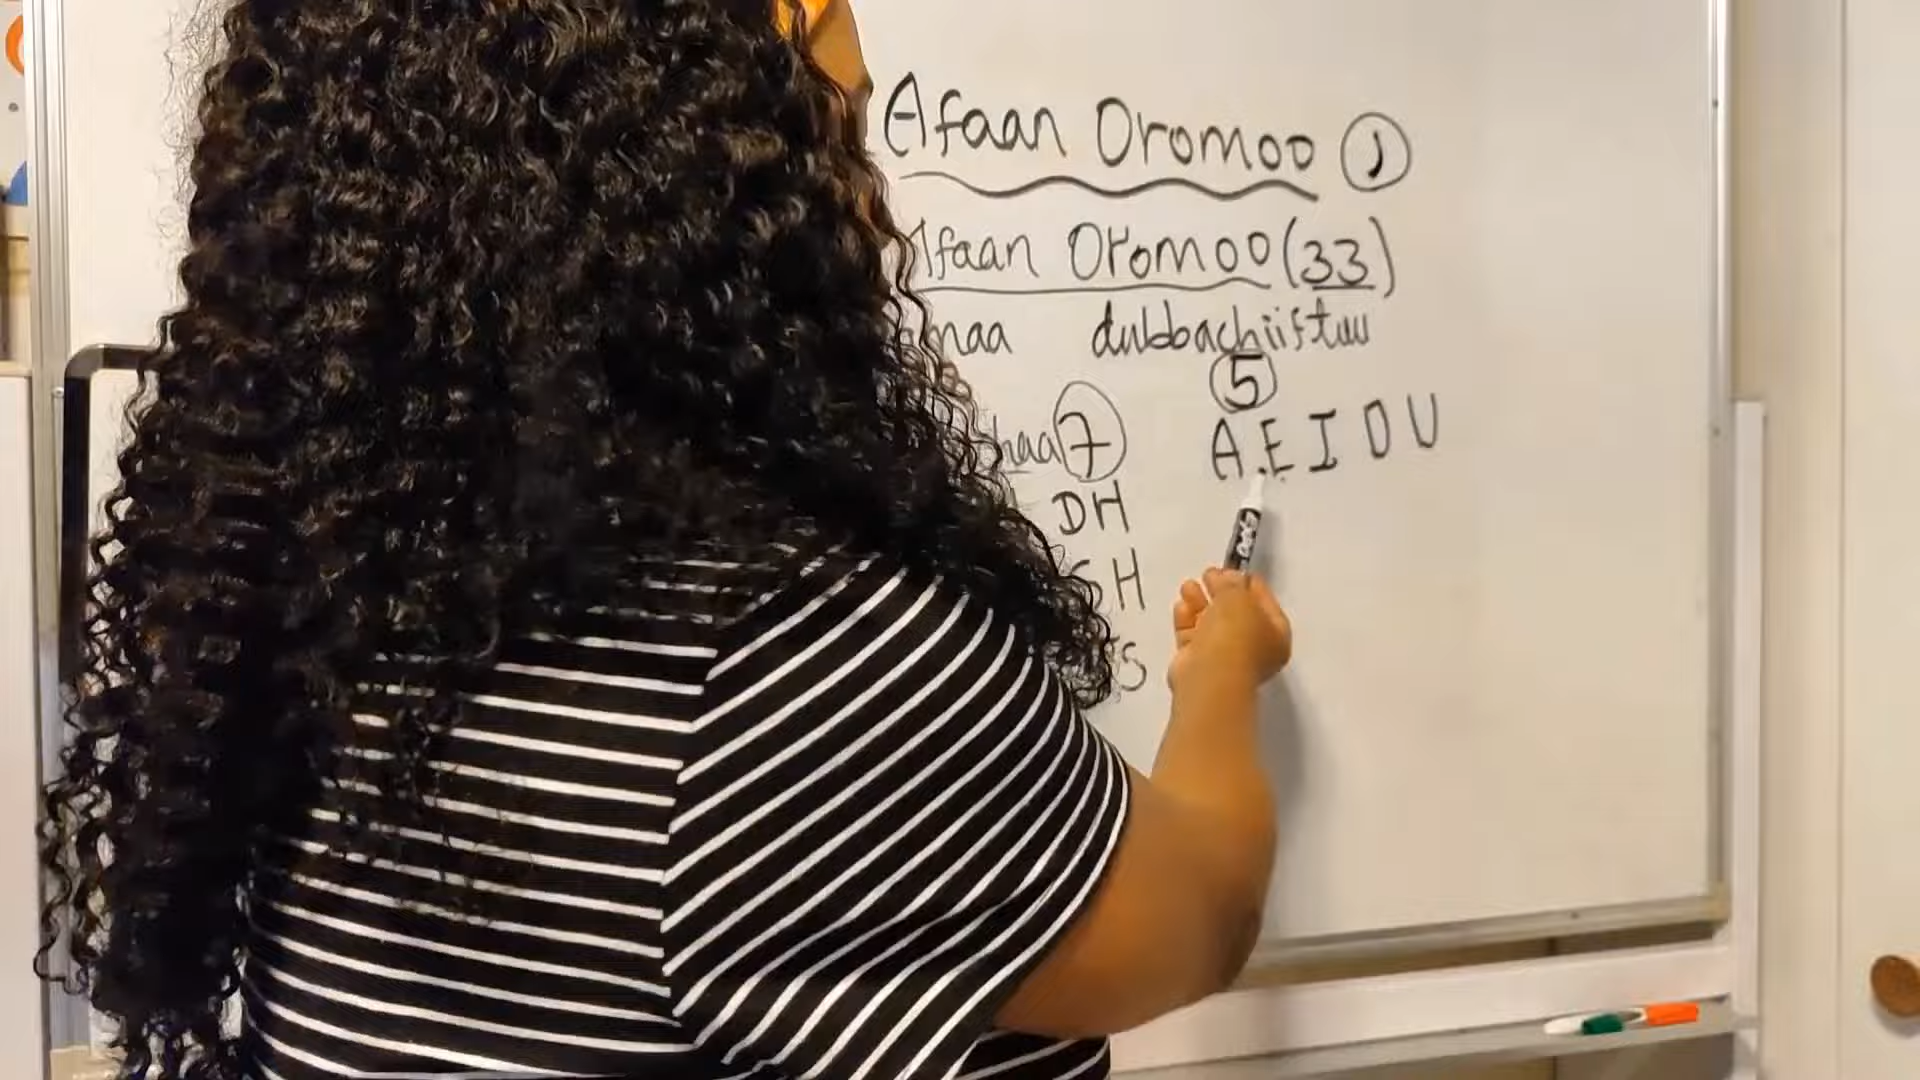 Afaan Oromoo 1
Afaan Oromoo (33)
dubbachiiftuu
5
7 A E I O U
DH
SH